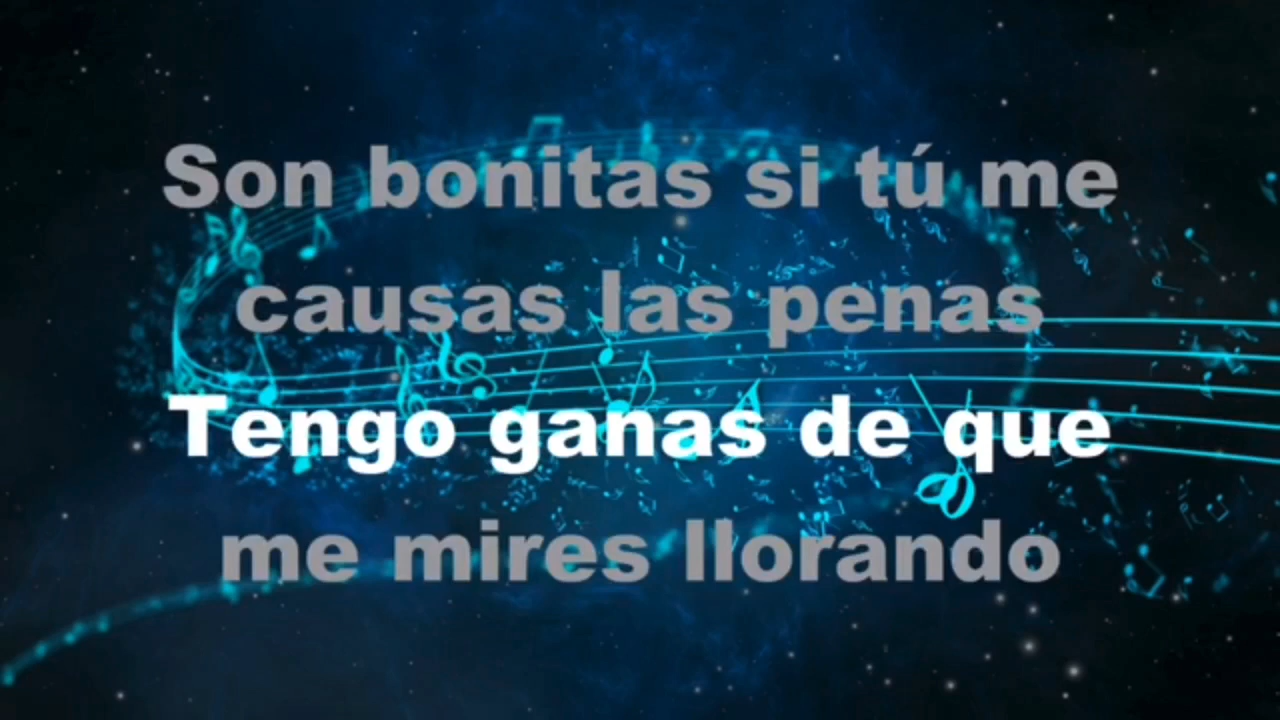 Son bonitas si tú me
causas las penas
Tengo ganas de que
me mires llorando